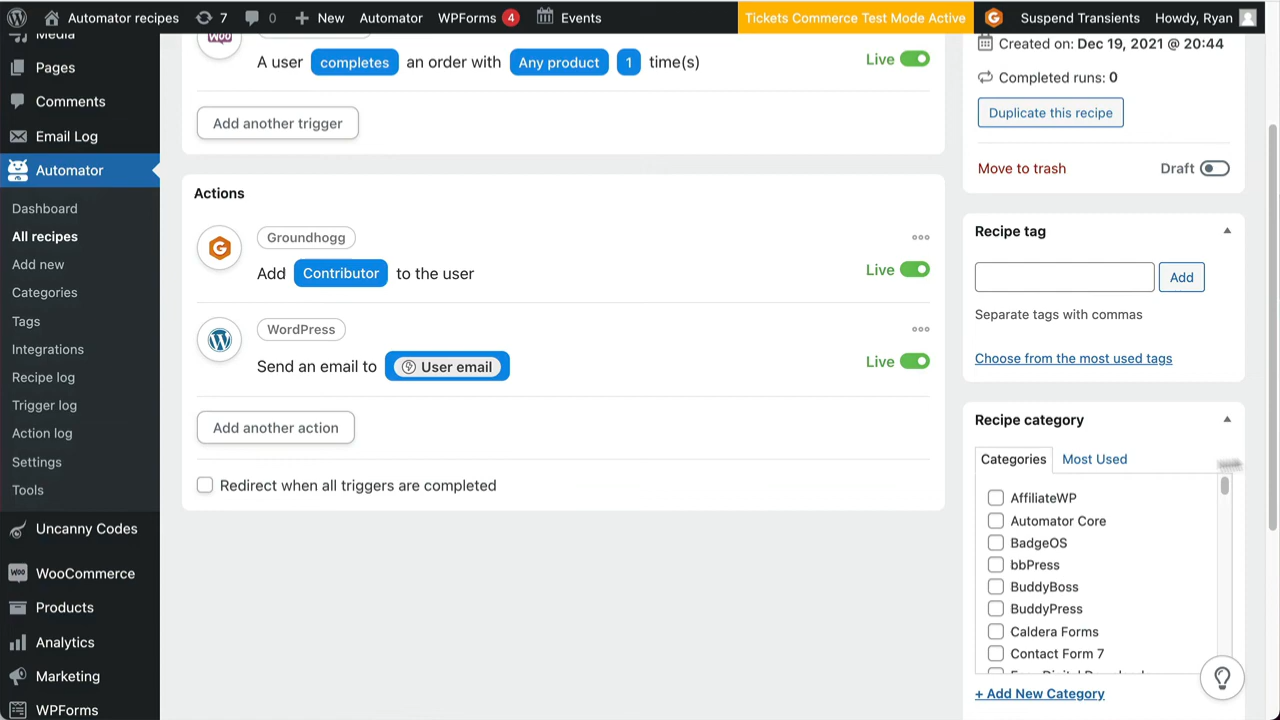 Automator recipes
7
0
New
Automator
WPForms
4
Events
Tickets Commerce Test Mode Active
Suspend Transients
Howdy, Ryan
Media
Pages
Comments
Email Log
Automator
Dashboard
All recipes
Add new
Categories
Tags
Integrations
Recipe log
Trigger log
Action log
Settings
Tools
Uncanny Codes
WooCommerce
Products
Analytics
Marketing
WPForms
Woo
A user completes an order with Any product 1 time(s)
Live
Add another trigger
Actions
Groundhogg
Add Contributor to the user
Live
WordPress
Send an email to User email
Live
Add another action
Redirect when all triggers are completed
Created on: Dec 19, 2021 @ 20:44
Completed runs: 0
Duplicate this recipe
Move to trash
Draft
Recipe tag
Add
Separate tags with commas
Choose from the most used tags
Recipe category
Categories
Most Used
AffiliateWP
Automator Core
BadgeOS
bbPress
BuddyBoss
BuddyPress
Caldera Forms
Contact Form 7
+ Add New Category